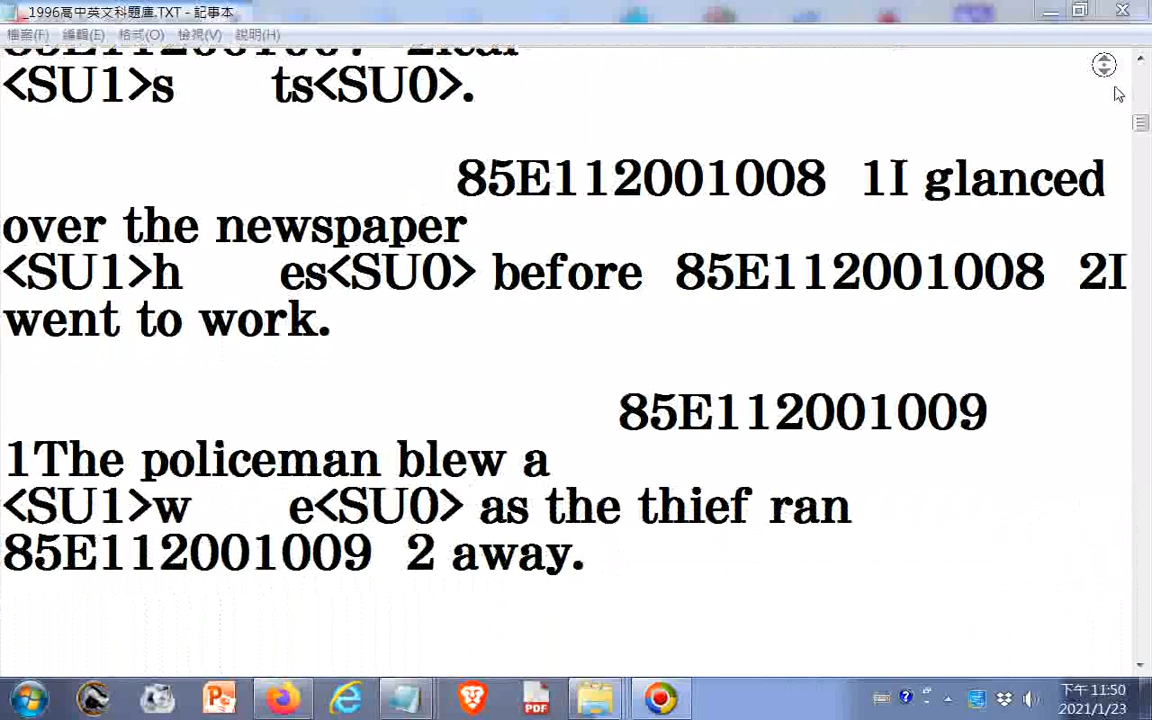 _1996高中英文科題庫.TXT - 記事本
檔案(F) 編輯(E) 格式(O) 檢視(V) 說明(H)
<SU1>s ts<SU0>.
85E112001008 1I glanced
over the newspaper
<SU1>h es<SU0> before 85E112001008 2I
went to work.
85E112001009
1The policeman blew a
<SU1>w e<SU0> as the thief ran
85E112001009 2 away.
PDF
下午 11:50
2021/1/23